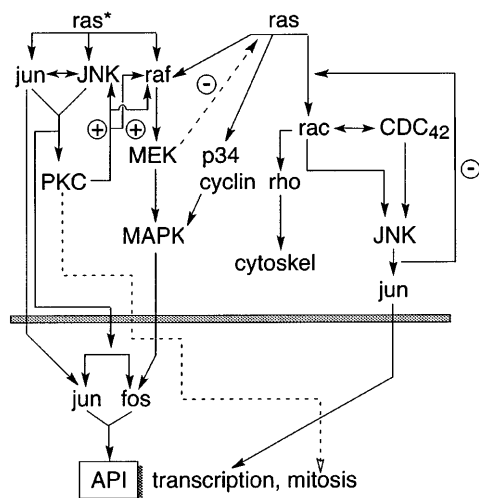 ras* ras
jun JNK raf
⊖
⊕ ⊕
rac CDC42
MEK p34
⊖
PKC cyclin rho
MAPK JNK
cytoskel
jun
jun fos
API transcription, mitosis